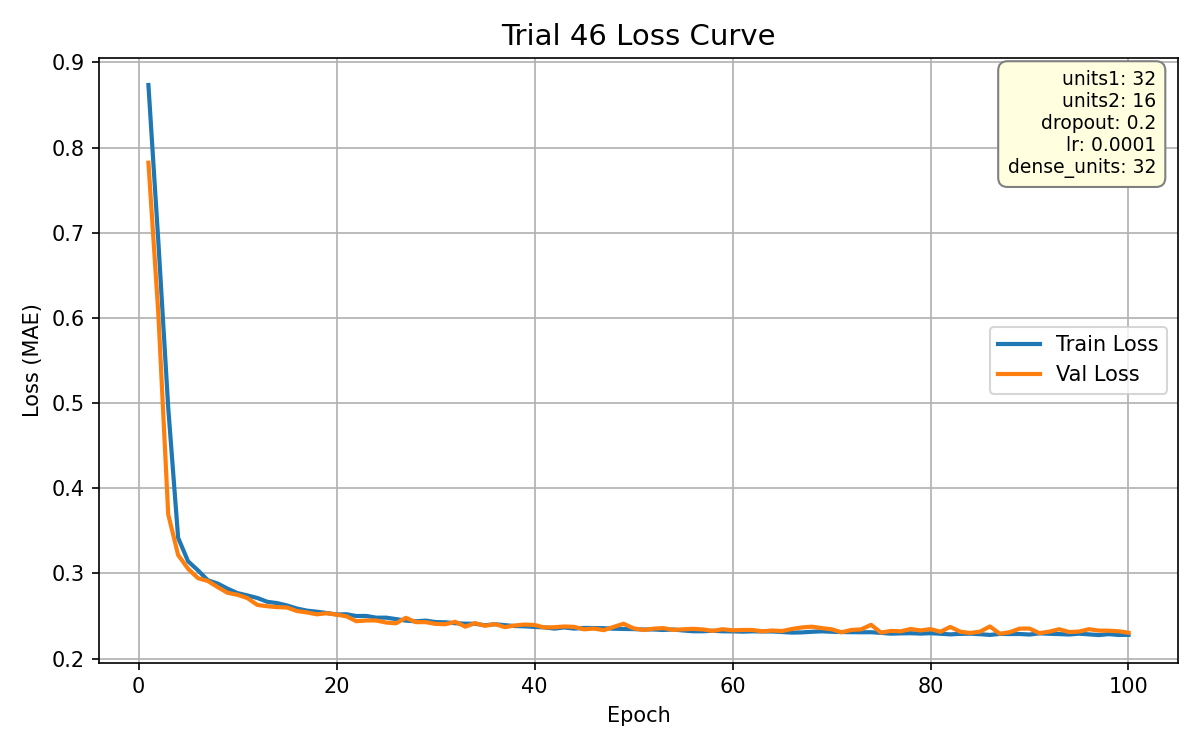 Trial 46 Loss Curve
units1: 32
units2: 16
dropout: 0.2
lr: 0.0001
dense_units: 32
Train Loss
Val Loss
Loss (MAE)
0.9
0.8
0.7
0.6
0.5
0.4
0.3
0.2
0 20 40 60 80 100
Epoch